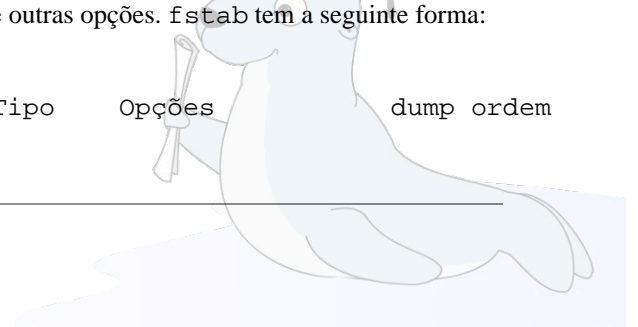 e outras opções. fstab tem a seguinte forma:
Tipo Opções dump ordem